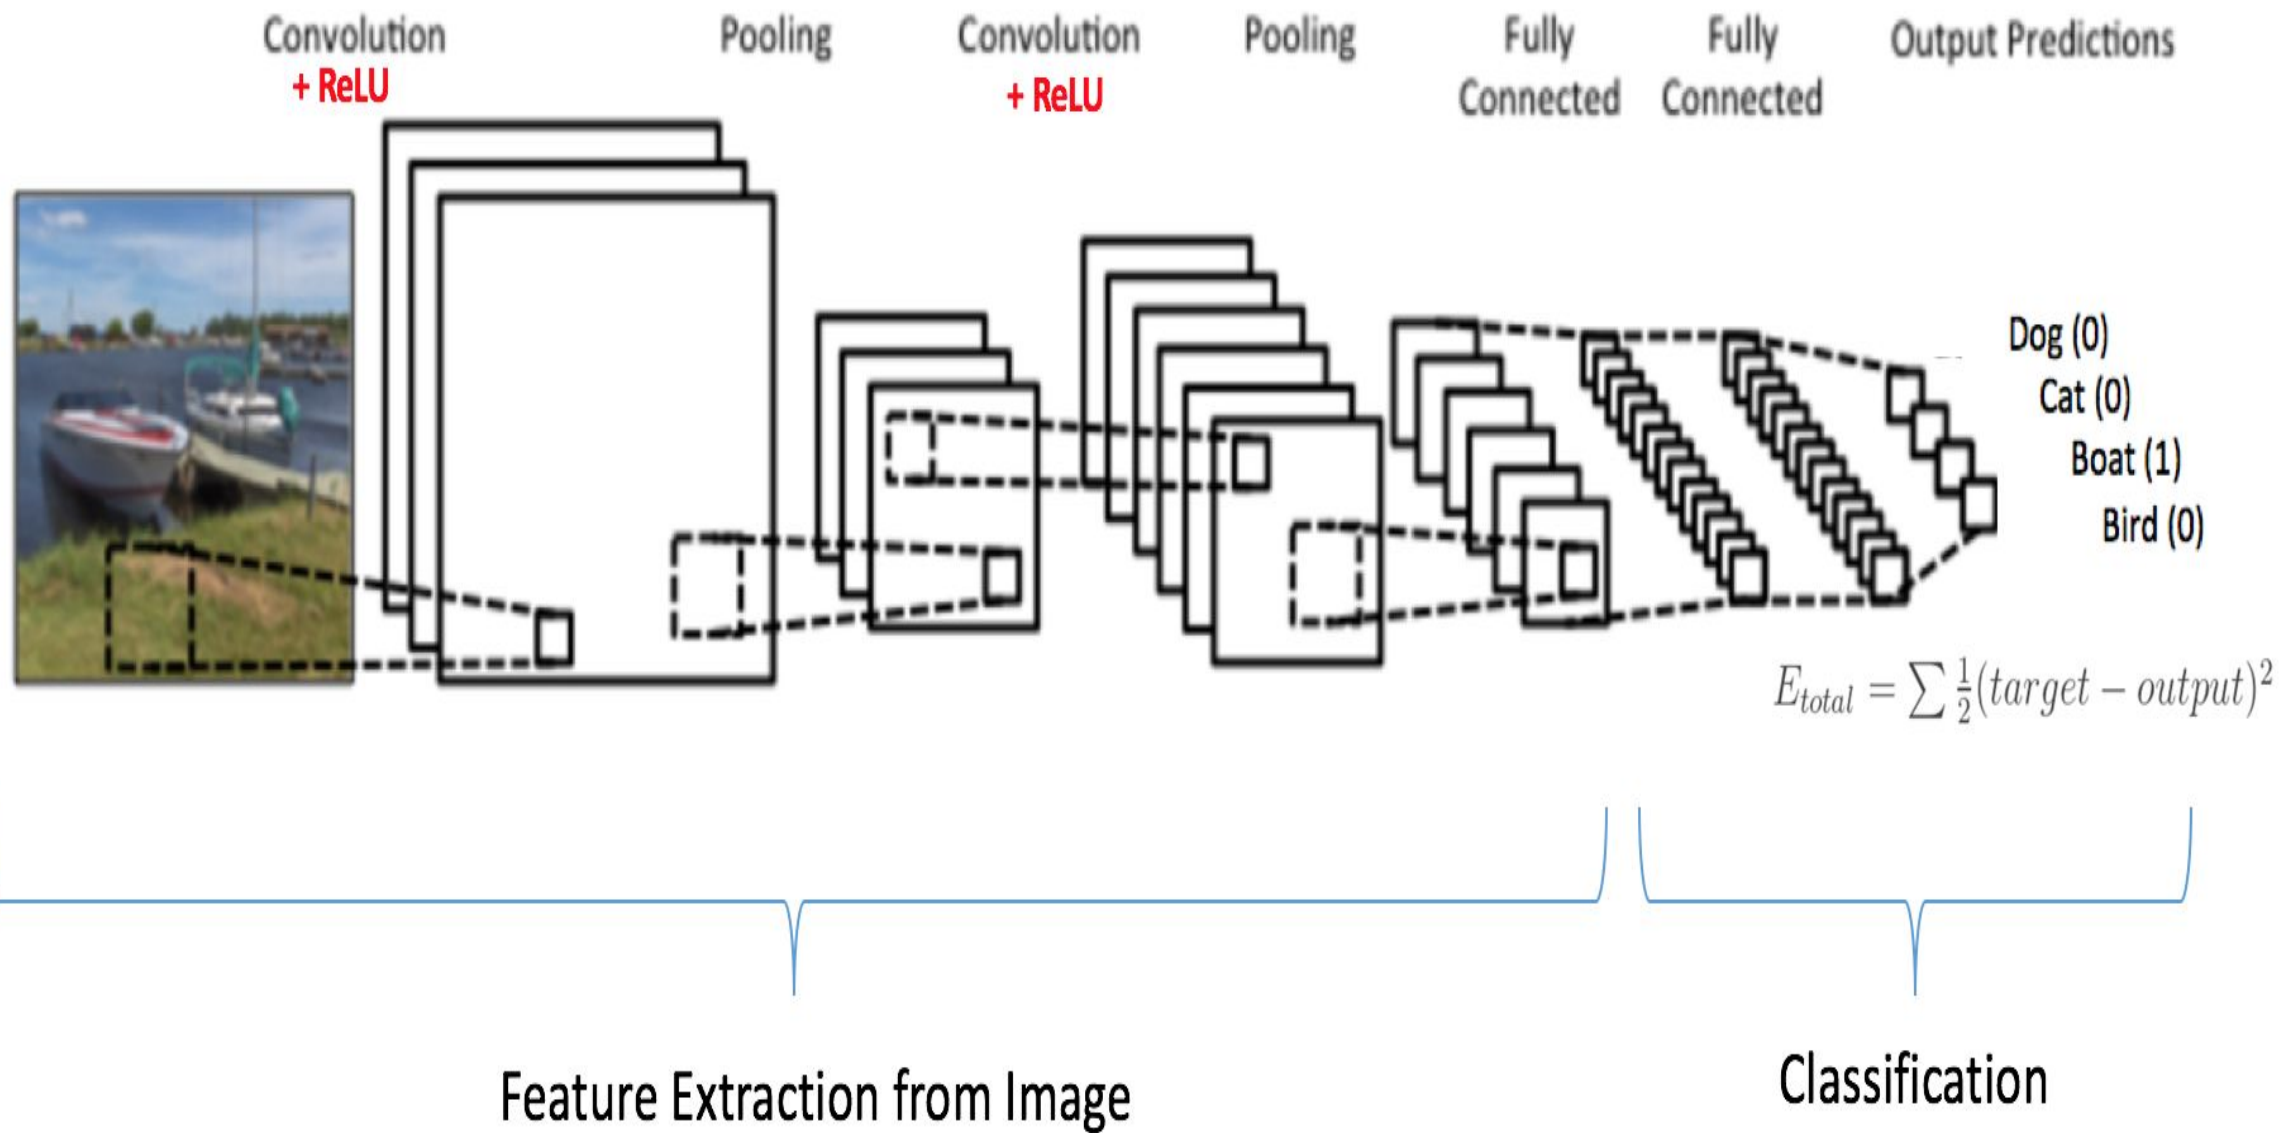 Convolution
+ ReLU
Pooling
Convolution
+ ReLU
Pooling
Fully
Connected
Fully
Connected
Output Predictions
Dog (0)
Cat (0)
Boat (1)
Bird (0)
E_total = ∑ ½(target – output)²
Feature Extraction from Image
Classification